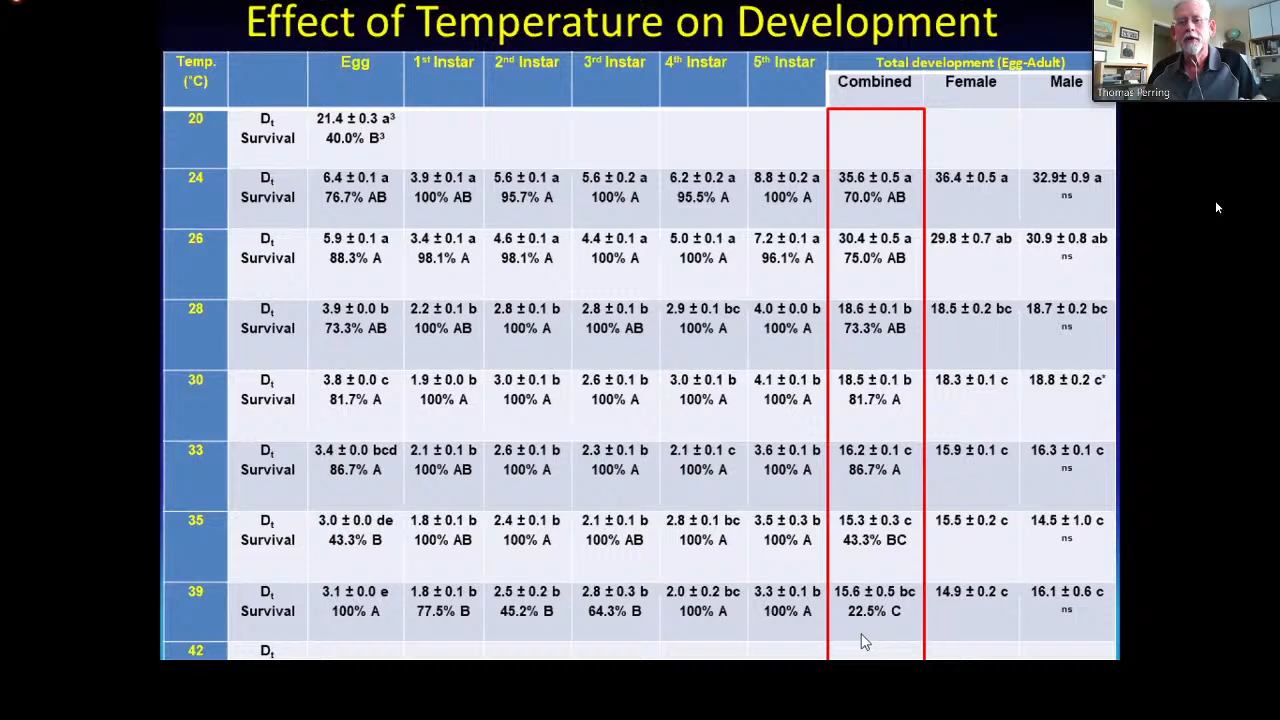 Effect of Temperature on Development
Thomas Perring
Temp. (°C) Egg 1st Instar 2nd Instar 3rd Instar 4th Instar 5th Instar Total development (Egg-Adult)
Combined Female Male
20 Dt 21.4 ± 0.3 a3
Survival 40.0% B3
24 Dt 6.4 ± 0.1 a 3.9 ± 0.1 a 5.6 ± 0.1 a 5.6 ± 0.2 a 6.2 ± 0.2 a 8.8 ± 0.2 a 35.6 ± 0.5 a 36.4 ± 0.5 a 32.9± 0.9 a
Survival 76.7% AB 100% AB 95.7% A 100% A 95.5% A 100% A 70.0% AB ns
26 Dt 5.9 ± 0.1 a 3.4 ± 0.1 a 4.6 ± 0.1 a 4.4 ± 0.1 a 5.0 ± 0.1 a 7.2 ± 0.1 a 30.4 ± 0.5 a 29.8 ± 0.7 ab 30.9 ± 0.8 ab
Survival 88.3% A 98.1% A 98.1% A 100% A 100% A 96.1% A 75.0% AB ns
28 Dt 3.9 ± 0.0 b 2.2 ± 0.1 b 2.8 ± 0.1 b 2.8 ± 0.1 b 2.9 ± 0.1 bc 4.0 ± 0.0 b 18.6 ± 0.1 b 18.5 ± 0.2 bc 18.7 ± 0.2 bc
Survival 73.3% AB 100% AB 100% A 100% AB 100% A 100% A 73.3% AB ns
30 Dt 3.8 ± 0.0 c 1.9 ± 0.0 b 3.0 ± 0.1 b 2.6 ± 0.1 b 3.0 ± 0.1 b 4.1 ± 0.1 b 18.5 ± 0.1 b 18.3 ± 0.1 c 18.8 ± 0.2 c*
Survival 81.7% A 100% A 100% A 100% A 100% A 100% A 81.7% A
33 Dt 3.4 ± 0.0 bcd 2.1 ± 0.1 b 2.6 ± 0.1 b 2.3 ± 0.1 b 2.1 ± 0.1 c 3.6 ± 0.1 b 16.2 ± 0.1 c 15.9 ± 0.1 c 16.3 ± 0.1 c
Survival 86.7% A 100% AB 100% A 100% A 100% A 100% A 86.7% A ns
35 Dt 3.0 ± 0.0 de 1.8 ± 0.1 b 2.4 ± 0.1 b 2.1 ± 0.1 b 2.8 ± 0.1 bc 3.5 ± 0.3 b 15.3 ± 0.3 c 15.5 ± 0.2 c 14.5 ± 1.0 c
Survival 43.3% B 100% AB 100% A 100% AB 100% A 100% A 43.3% BC ns
39 Dt 3.1 ± 0.0 e 1.8 ± 0.1 b 2.5 ± 0.2 b 2.8 ± 0.3 b 2.0 ± 0.2 bc 3.3 ± 0.1 b 15.6 ± 0.5 bc 14.9 ± 0.2 c 16.1 ± 0.6 c
Survival 100% A 77.5% B 45.2% B 64.3% B 100% A 100% A 22.5% C ns
42 Dt